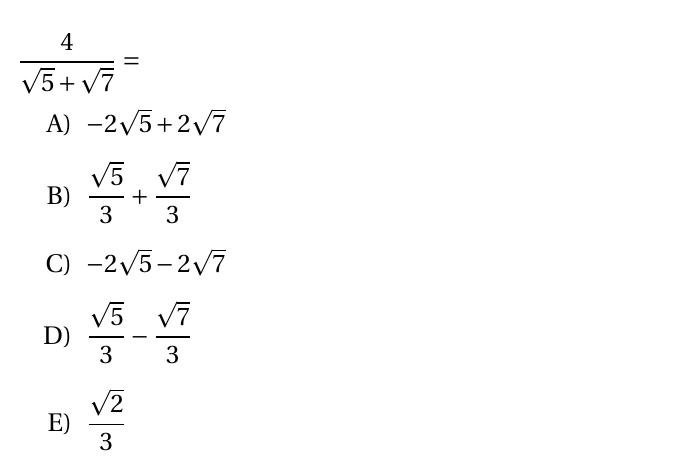 4/(√5 + √7) =
A) −2√5 + 2√7
B) √5/3 + √7/3
C) −2√5 − 2√7
D) √5/3 − √7/3
E) √2/3